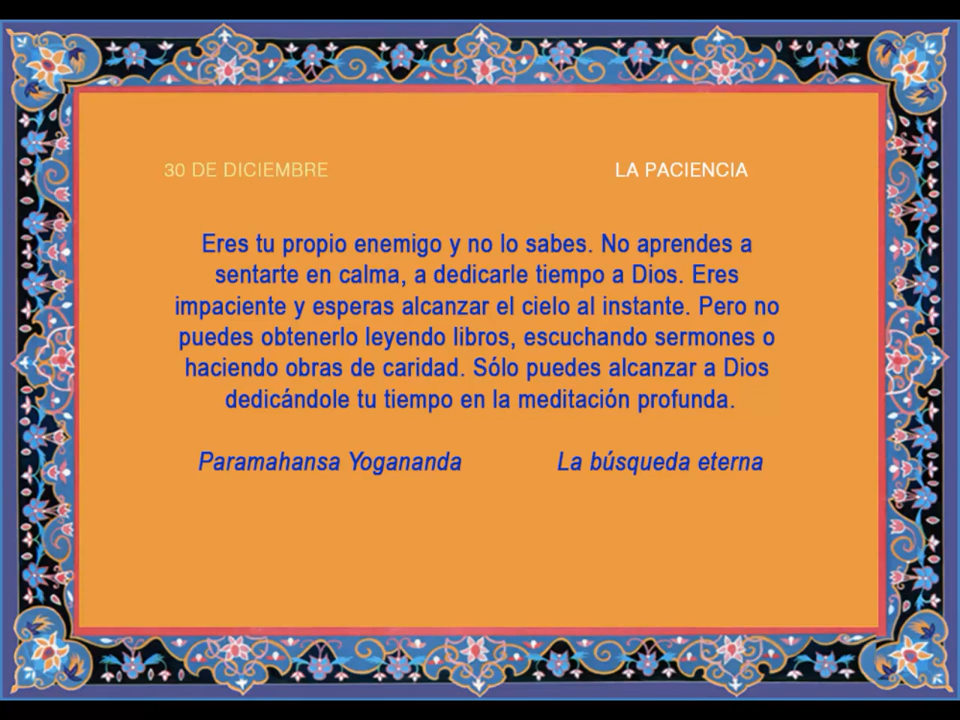 30 DE DICIEMBRE LA PACIENCIA
Eres tu propio enemigo y no lo sabes. No aprendes a
sentarte en calma, a dedicarle tiempo a Dios. Eres
impaciente y esperas alcanzar el cielo al instante. Pero no
puedes obtenerlo leyendo libros, escuchando sermones o
haciendo obras de caridad. Sólo puedes alcanzar a Dios
dedicándole tu tiempo en la meditación profunda.
Paramahansa Yogananda La búsqueda eterna